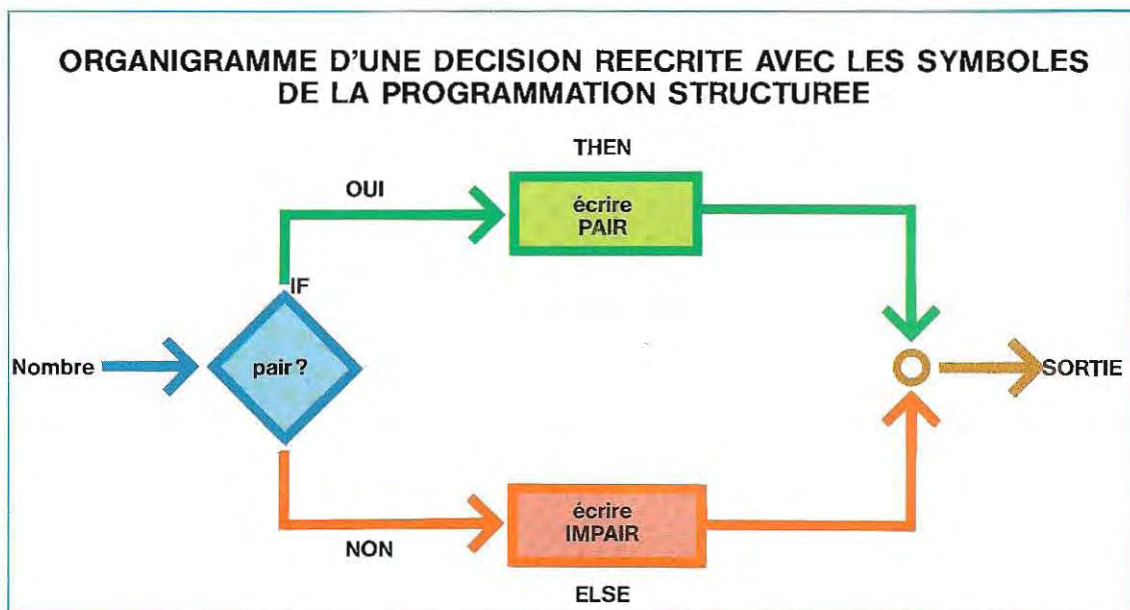 ORGANIGRAMME D'UNE DECISION REECRITE AVEC LES SYMBOLES
DE LA PROGRAMMATION STRUCTUREE
THEN
OUI
écrire
PAIR
IF
Nombre
pair?
SORTIE
écrire
IMPAIR
NON
ELSE